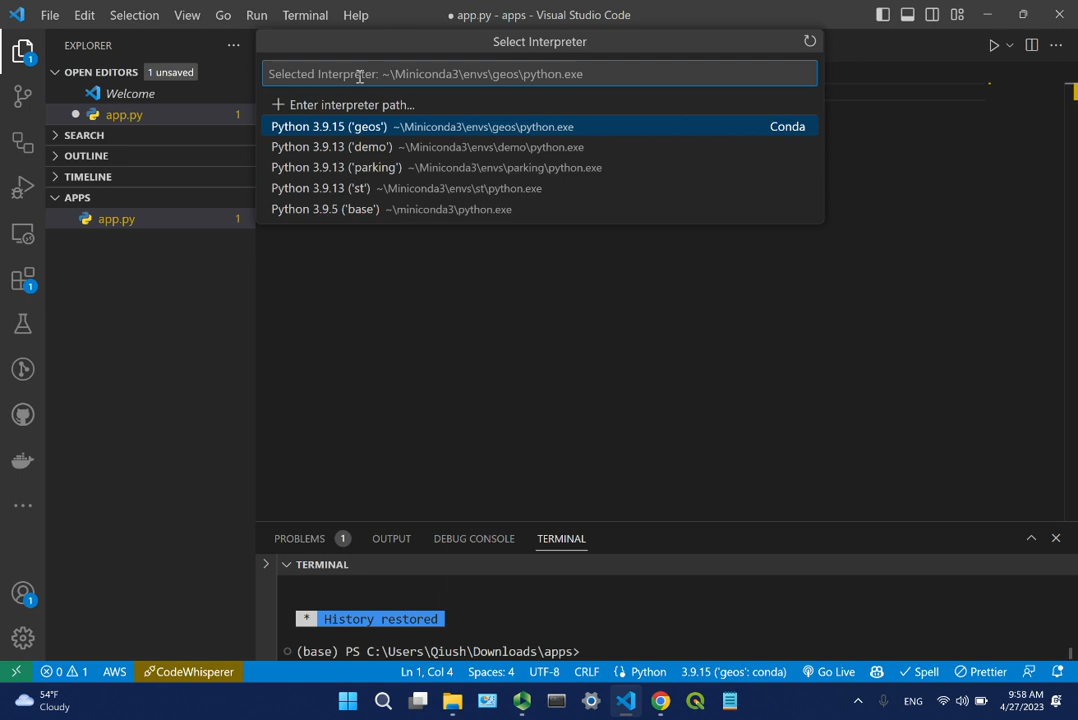 File Edit Selection View Go Run Terminal Help
● app.py - apps - Visual Studio Code
EXPLORER
Select Interpreter
OPEN EDITORS 1 unsaved
Selected Interpreter: ~\Miniconda3\envs\geos\python.exe
Welcome
Enter interpreter path...
app.py 1
Python 3.9.15 ('geos') ~\Miniconda3\envs\geos\python.exe Conda
SEARCH
Python 3.9.13 ('demo') ~\Miniconda3\envs\demo\python.exe
OUTLINE
Python 3.9.13 ('parking') ~\Miniconda3\envs\parking\python.exe
TIMELINE
Python 3.9.13 ('st') ~\Miniconda3\envs\st\python.exe
APPS
Python 3.9.5 ('base') ~\miniconda3\python.exe
app.py 1
1
1
1
PROBLEMS 1 OUTPUT DEBUG CONSOLE TERMINAL
TERMINAL
* History restored
(base) PS C:\Users\Qiush\Downloads\apps>
0 1 AWS CodeWhisperer Ln 1, Col 4 Spaces: 4 UTF-8 CRLF Python 3.9.15 ('geos': conda) Go Live Spell Prettier
54°F
Cloudy
ENG
9:58 AM
4/27/2023